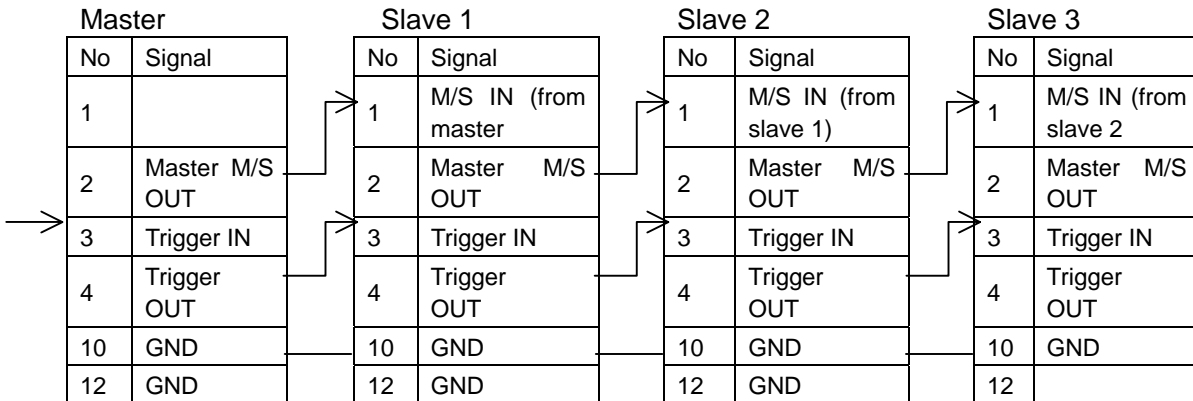 Master Slave 1 Slave 2 Slave 3
No Signal No Signal No Signal No Signal
1 1 M/S IN (from 1 M/S IN (from 1 M/S IN (from
master slave 1) slave 2
2 Master M/S 2 Master M/S 2 Master M/S 2 Master M/S
OUT OUT OUT OUT
3 Trigger IN 3 Trigger IN 3 Trigger IN 3 Trigger IN
4 Trigger 4 Trigger 4 Trigger 4 Trigger
OUT OUT OUT OUT
10 GND 10 GND 10 GND 10 GND
12 GND 12 GND 12 GND 12